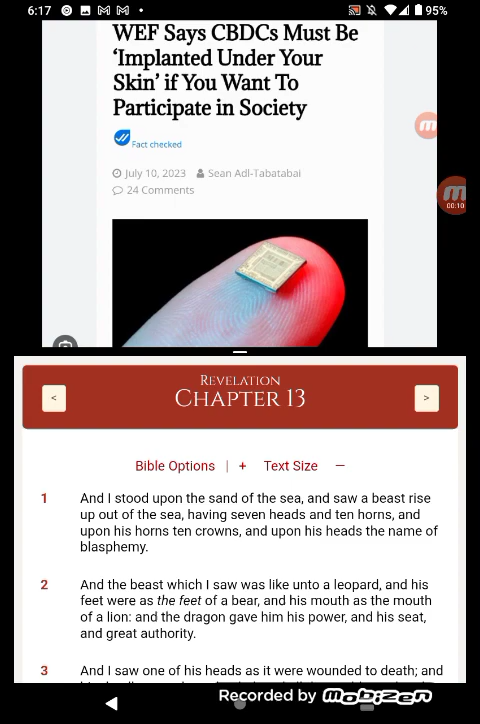 6:17
95%
WEF Says CBDCs Must Be
‘Implanted Under Your
Skin’ if You Want To
Participate in Society
Fact checked
July 10, 2023 Sean Adl-Tabatabai
24 Comments
00:10
REVELATION
CHAPTER 13
< >
Bible Options | + Text Size —
1 And I stood upon the sand of the sea, and saw a beast rise
up out of the sea, having seven heads and ten horns, and
upon his horns ten crowns, and upon his heads the name of
blasphemy.
2 And the beast which I saw was like unto a leopard, and his
feet were as the feet of a bear, and his mouth as the mouth
of a lion: and the dragon gave him his power, and his seat,
and great authority.
3 And I saw one of his heads as it were wounded to death; and
Recorded by Mobizen